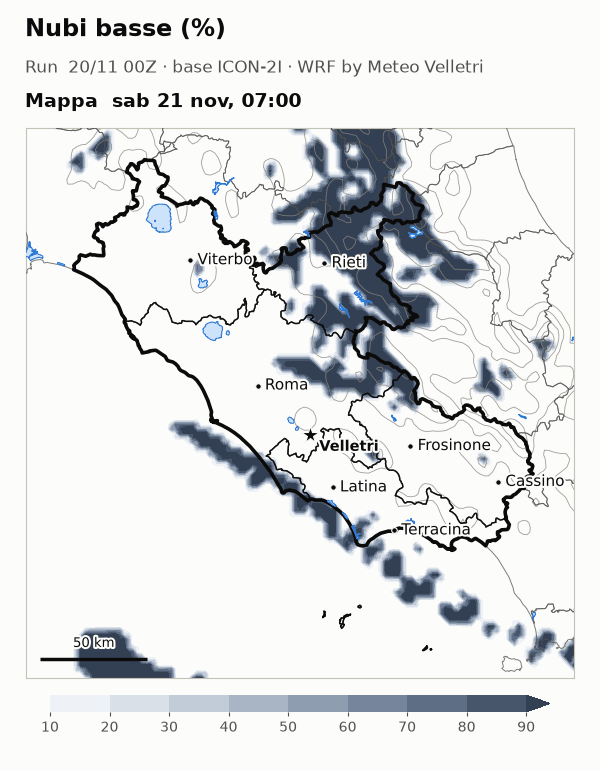 Nubi basse (%)
Run 20/11 00Z · base ICON-2I · WRF by Meteo Velletri
Mappa sab 21 nov, 07:00
Viterbo
Rieti
Roma
Velletri
Frosinone
Latina
Cassino
Terracina
50 km
10 20 30 40 50 60 70 80 90